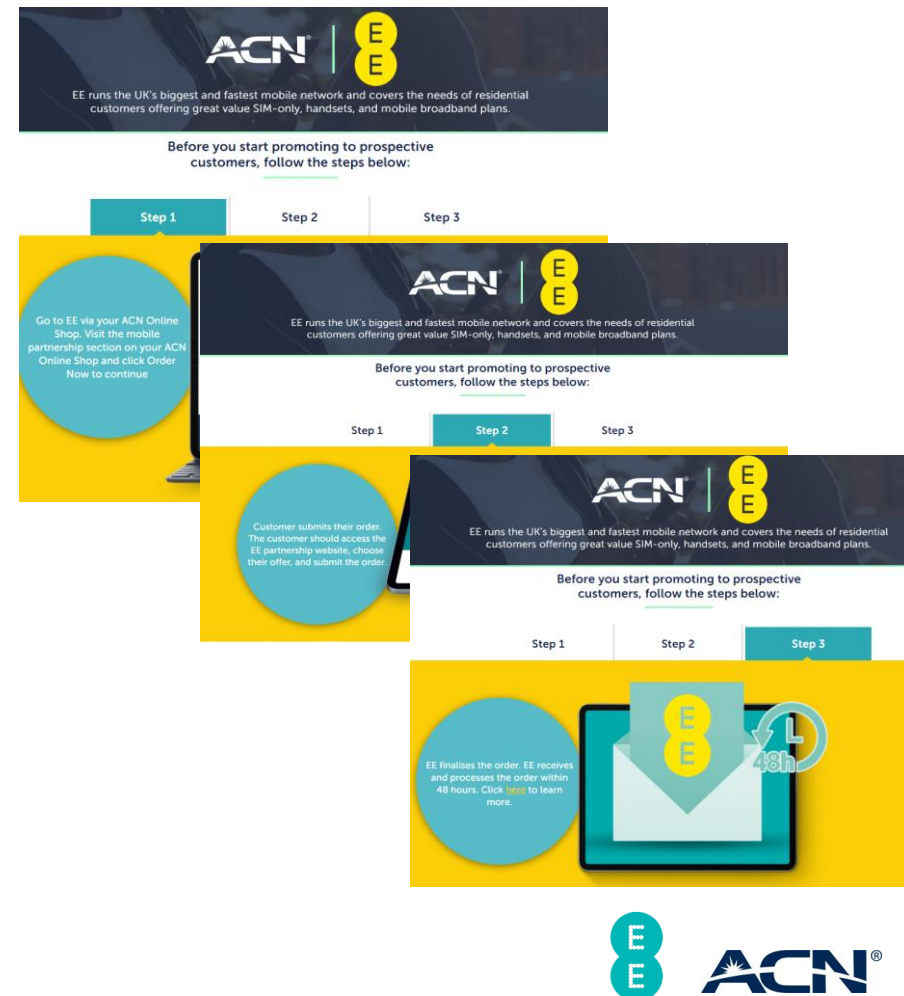 ACN
E
E
EE runs the UK's biggest and fastest mobile network and covers the needs of residential
customers offering great value SIM-only, handsets, and mobile broadband plans.
Before you start promoting to prospective
customers, follow the steps below:
Step 1
Step 2
Step 3
Go to EE via your ACN Online
Shop. Visit the mobile
partnership section on your ACN
Online Shop and click Order
Now to continue
ACN
E
E
EE runs the UK's biggest and fastest mobile network and covers the needs of residential
customers offering great value SIM-only, handsets, and mobile broadband plans.
Before you start promoting to prospective
customers, follow the steps below:
Step 1
Step 2
Step 3
Customer submits their order.
The customer should access the
EE partnership website, choose
their offer, and submit the order.
ACN
E
E
EE runs the UK's biggest and fastest mobile network and covers the needs of residential
customers offering great value SIM-only, handsets, and mobile broadband plans.
Before you start promoting to prospective
customers, follow the steps below:
Step 1
Step 2
Step 3
EE finalises the order. EE receives
and processes the order within
48 hours. Click here to learn
more.
E
E
48h
E
E
ACN®